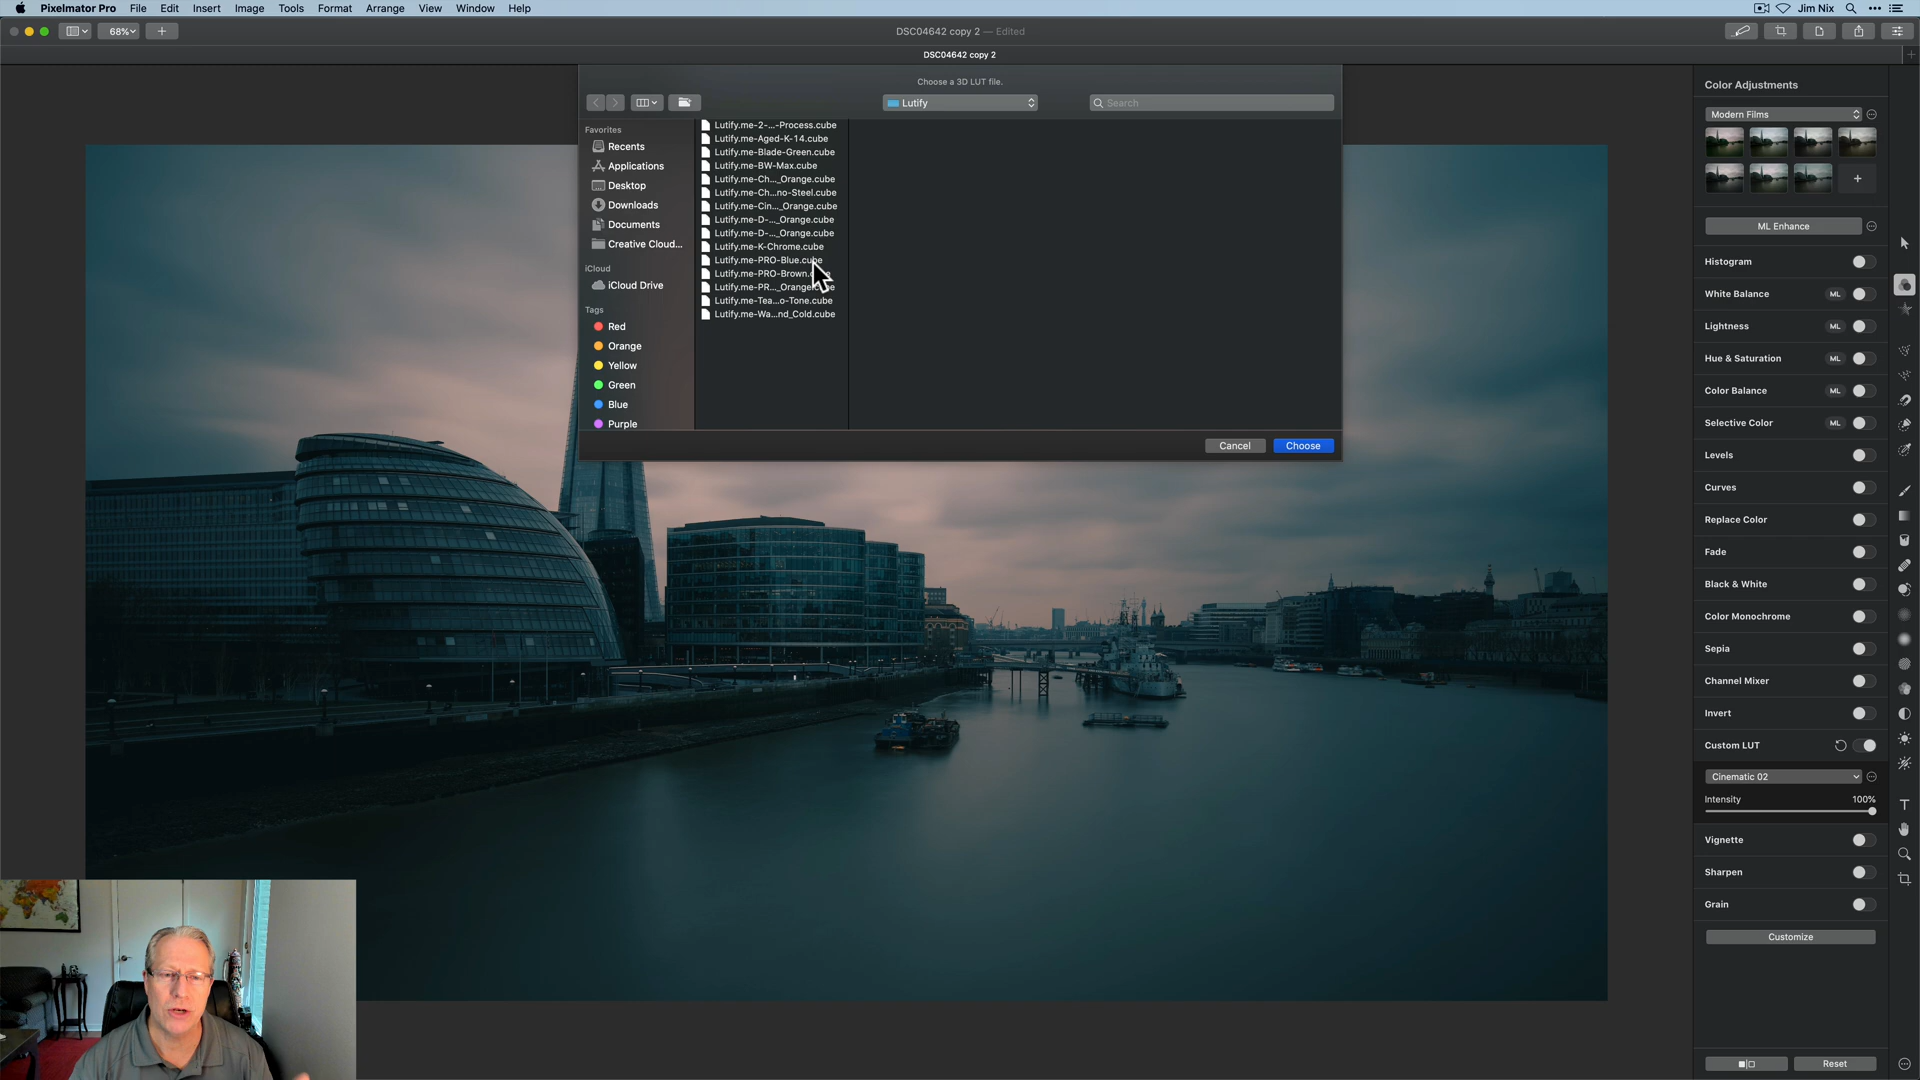 Pixelmator Pro File Edit Insert Image Tools Format Arrange View Window Help Jim Nix
68% DSC04642 copy 2 — Edited
DSC04642 copy 2
Choose a 3D LUT file.
Lutify Search
Favorites
Recents
Applications
Desktop
Downloads
Documents
Creative Cloud...
iCloud
iCloud Drive
Tags
Red
Orange
Yellow
Green
Blue
Purple
Lutify.me-2-...-Process.cube
Lutify.me-Aged-K-14.cube
Lutify.me-Blade-Green.cube
Lutify.me-BW-Max.cube
Lutify.me-Ch..._Orange.cube
Lutify.me-Ch...no-Steel.cube
Lutify.me-Cin..._Orange.cube
Lutify.me-D-..._Orange.cube
Lutify.me-D-..._Orange.cube
Lutify.me-K-Chrome.cube
Lutify.me-PRO-Blue.cube
Lutify.me-PRO-Brown.
Lutify.me-PR..._Orange.cube
Lutify.me-Tea...o-Tone.cube
Lutify.me-Wa...nd_Cold.cube
Cancel Choose
Color Adjustments
Modern Films
ML Enhance
Histogram
White Balance ML
Lightness ML
Hue & Saturation ML
Color Balance ML
Selective Color ML
Levels
Curves
Replace Color
Fade
Black & White
Color Monochrome
Sepia
Channel Mixer
Invert
Custom LUT
Cinematic 02
Intensity 100%
Vignette
Sharpen
Grain
Customize
Reset